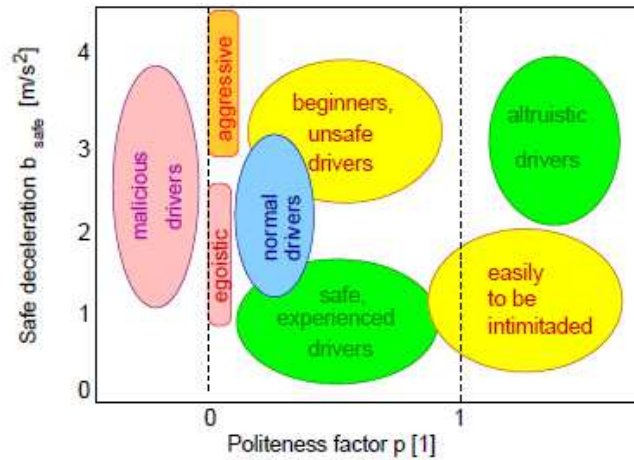 Safe deceleration b safe [m/s2]
4
3
2
1
0
malicious
drivers
aggressive
egoistic
beginners,
unsafe
drivers
normal
drivers
safe,
experienced
drivers
altruistic
drivers
easily
to be
intimitaded
0
1
Politeness factor p [1]